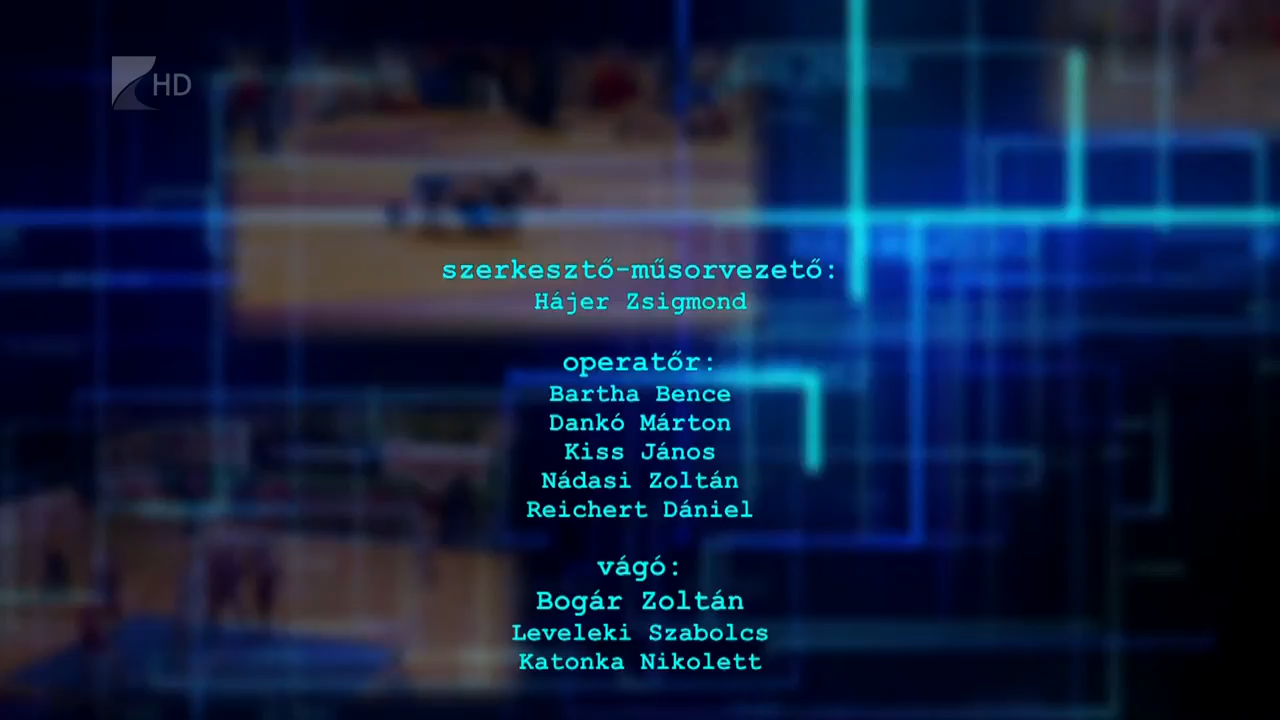 HD
szerkesztő-műsorvezető:
Hájer Zsigmond
operatőr:
Bartha Bence
Dankó Márton
Kiss János
Nádasi Zoltán
Reichert Dániel
vágó:
Bogár Zoltán
Leveleki Szabolcs
Katonka Nikolett